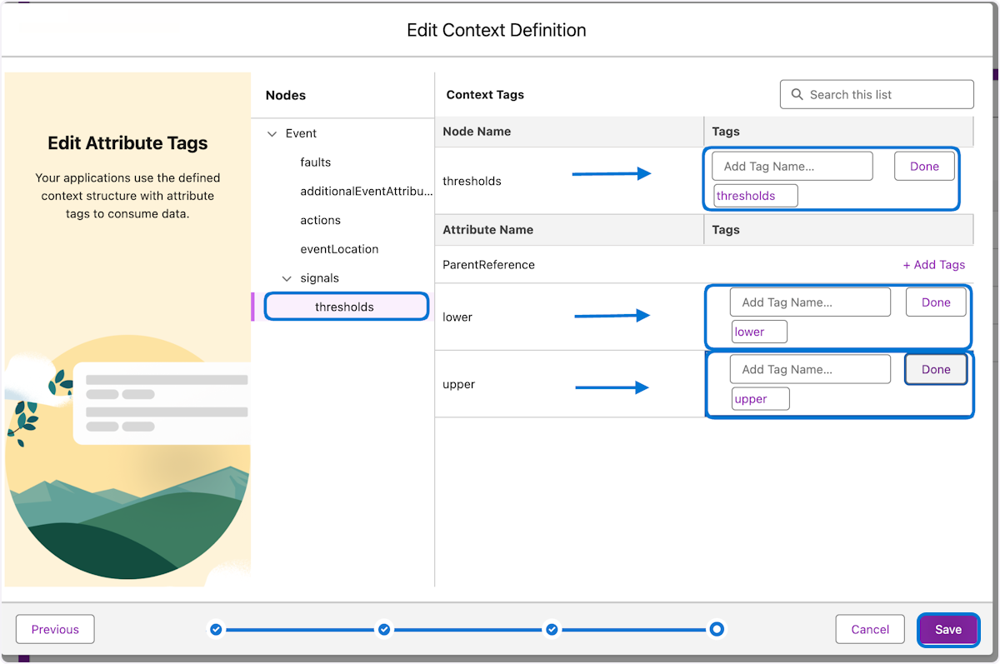 Edit Context Definition
Edit Attribute Tags
Your applications use the defined
context structure with attribute
tags to consume data.
Nodes
Event
faults
additionalEventAttribu...
actions
eventLocation
signals
thresholds
Context Tags
Search this list
Node Name
Tags
thresholds
Add Tag Name...
Done
thresholds
Attribute Name
Tags
ParentReference
+ Add Tags
lower
Add Tag Name...
Done
lower
upper
Add Tag Name...
Done
upper
Previous
Cancel
Save